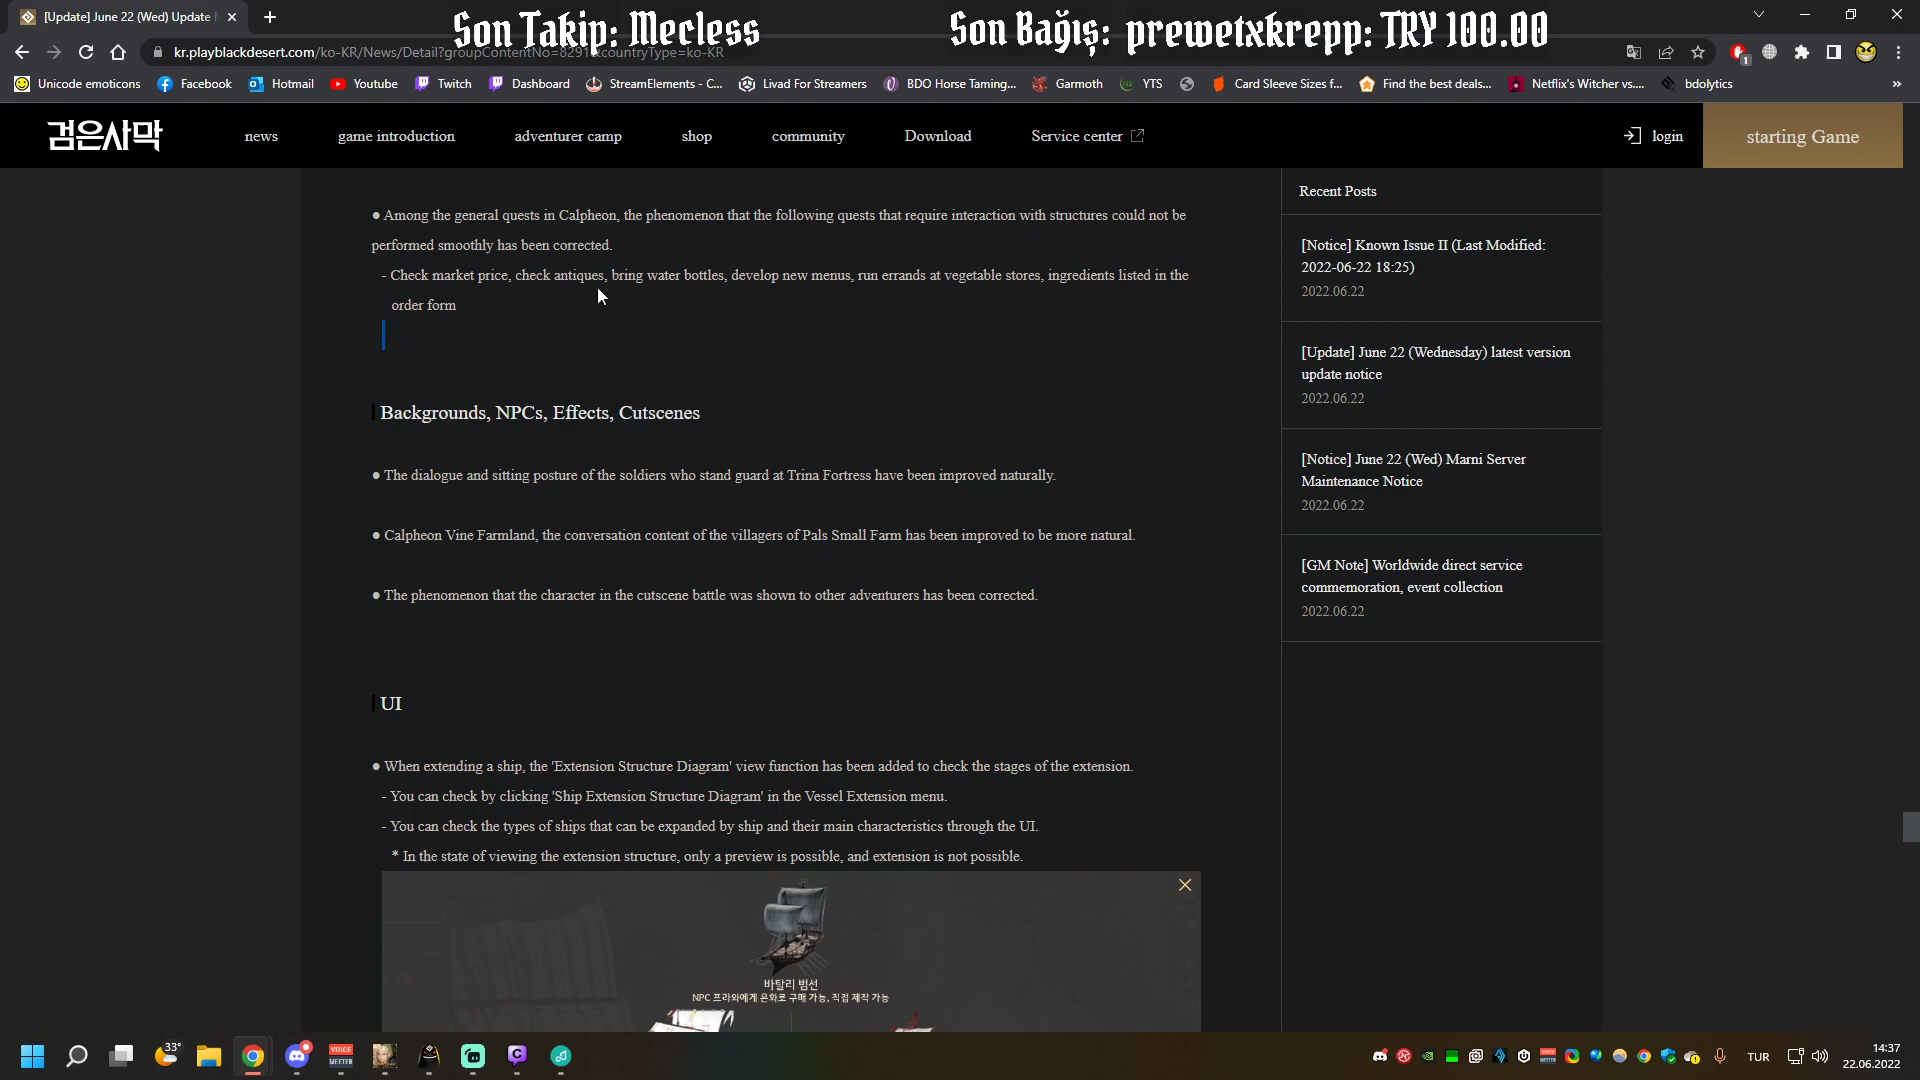 [Update] June 22 (Wed) Update
Son Takip: Mecless
Son Bağış: prewetxkrepp: TRY 100.00
kr.playblackdesert.com/ko-KR/News/Detail?groupContentNo=8291&countryType=ko-KR
1
Unicode emoticons
Facebook
Hotmail
Youtube
Twitch
Dashboard
StreamElements - C...
Livad For Streamers
BDO Horse Taming...
Garmoth
YTS
Card Sleeve Sizes f...
Find the best deals...
Netflix's Witcher vs....
bdolytics
»
검은사막
news
game introduction
adventurer camp
shop
community
Download
Service center
login
starting Game
● Among the general quests in Calpheon, the phenomenon that the following quests that require interaction with structures could not be
performed smoothly has been corrected.
- Check market price, check antiques, bring water bottles, develop new menus, run errands at vegetable stores, ingredients listed in the
order form
Backgrounds, NPCs, Effects, Cutscenes
● The dialogue and sitting posture of the soldiers who stand guard at Trina Fortress have been improved naturally.
● Calpheon Vine Farmland, the conversation content of the villagers of Pals Small Farm has been improved to be more natural.
● The phenomenon that the character in the cutscene battle was shown to other adventurers has been corrected.
UI
● When extending a ship, the 'Extension Structure Diagram' view function has been added to check the stages of the extension.
- You can check by clicking 'Ship Extension Structure Diagram' in the Vessel Extension menu.
- You can check the types of ships that can be expanded by ship and their main characteristics through the UI.
* In the state of viewing the extension structure, only a preview is possible, and extension is not possible.
바탈리 범선
NPC 프라와에게 은화로 구매 가능, 직접 제작 가능
Recent Posts
[Notice] Known Issue II (Last Modified:
2022-06-22 18:25)
2022.06.22
[Update] June 22 (Wednesday) latest version
update notice
2022.06.22
[Notice] June 22 (Wed) Marni Server
Maintenance Notice
2022.06.22
[GM Note] Worldwide direct service
commemoration, event collection
2022.06.22
33°
VOICE
MEETER
TUR
14:37
22.06.2022